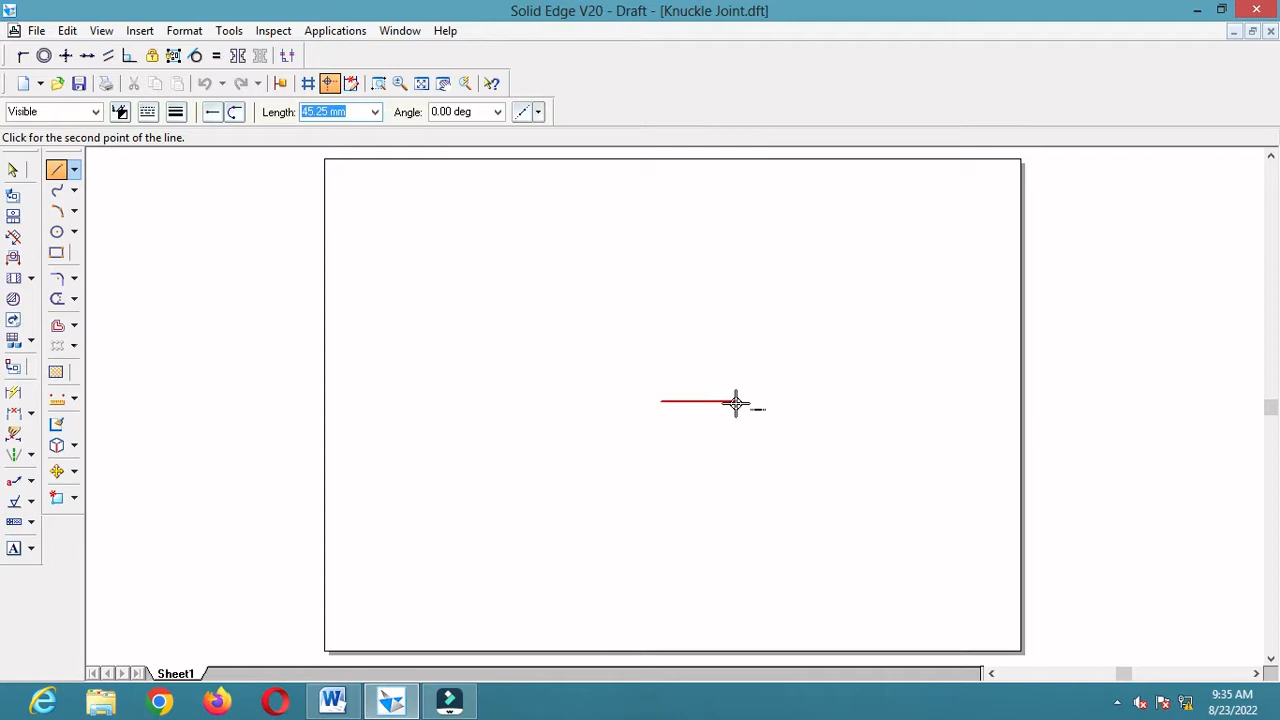 Solid Edge V20 - Draft - [Knuckle Joint.dft]
File Edit View Insert Format Tools Inspect Applications Window Help
Visible Length: 45.25 mm Angle: 0.00 deg
Click for the second point of the line.
Sheet1
9:35 AM
8/23/2022